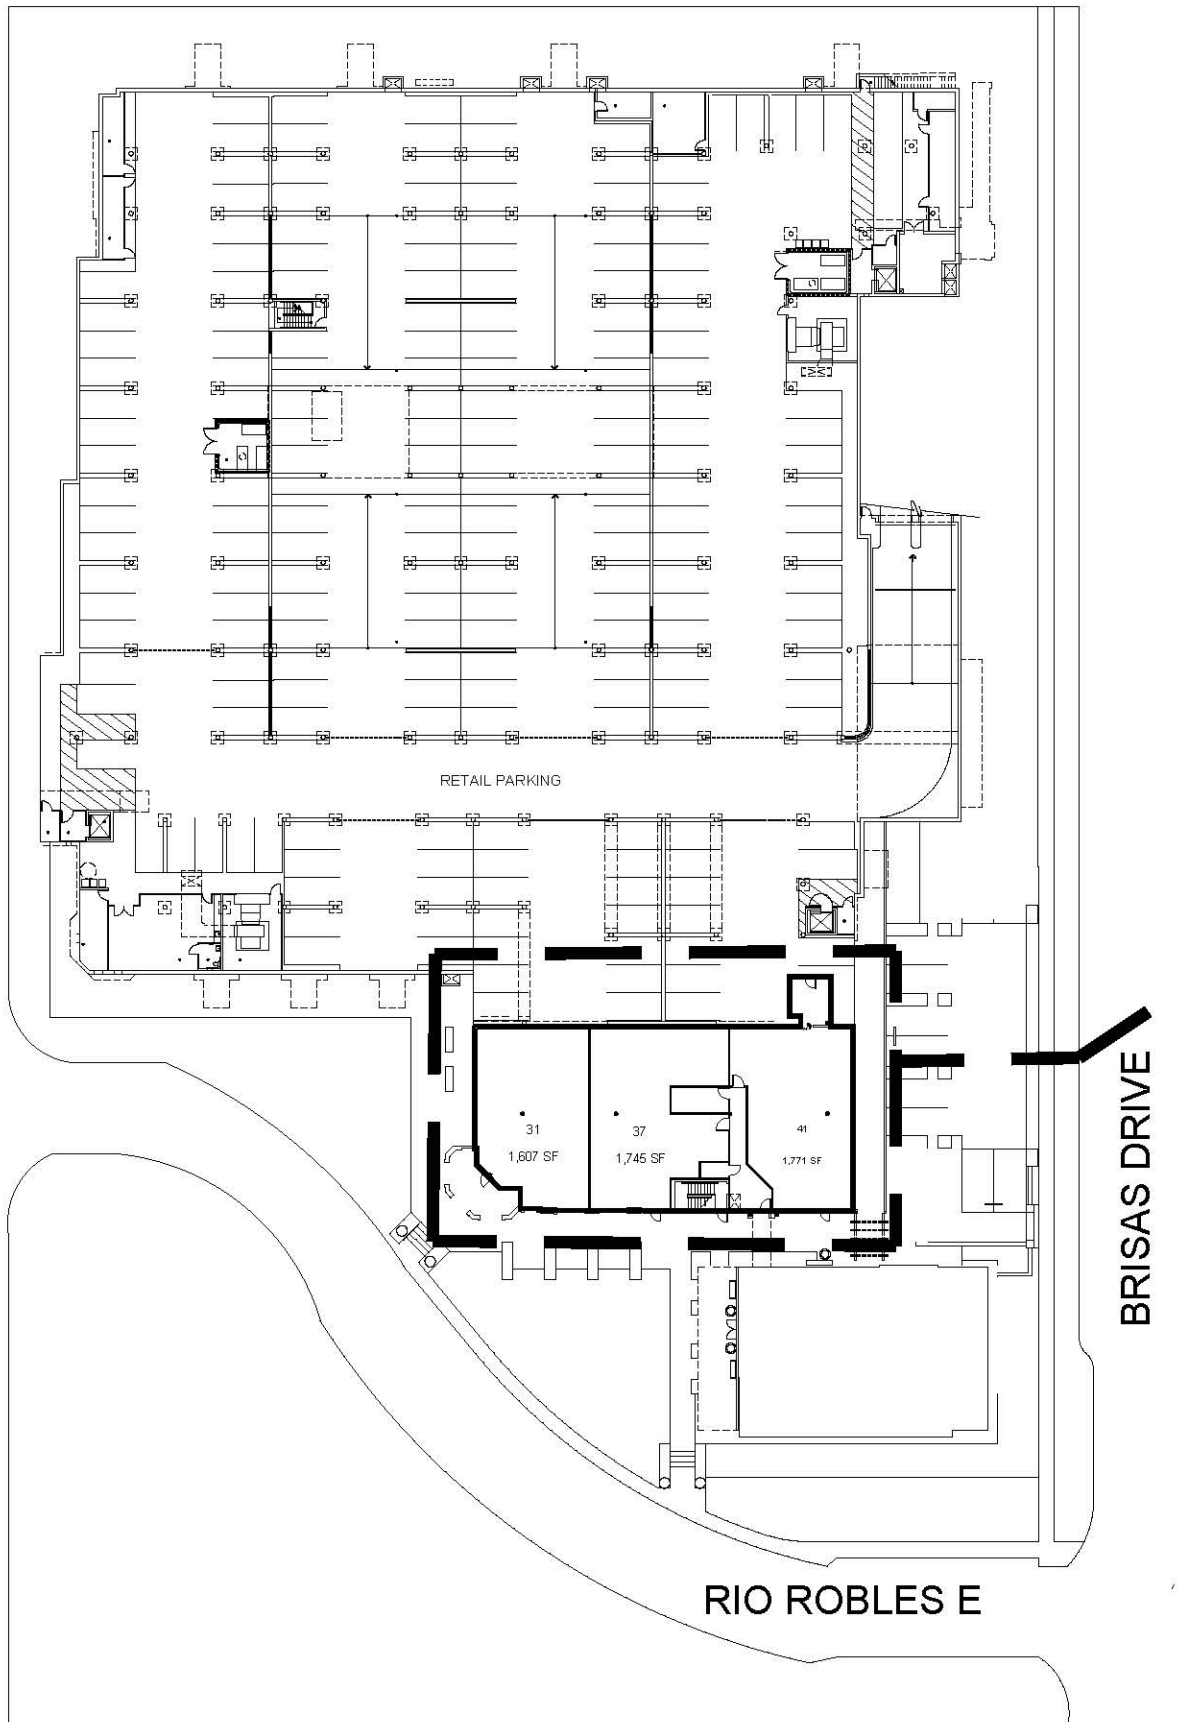 RETAIL PARKING
31
1,607 SF
37
1,745 SF
41
1,771 SF
BRISAS DRIVE
RIO ROBLES E